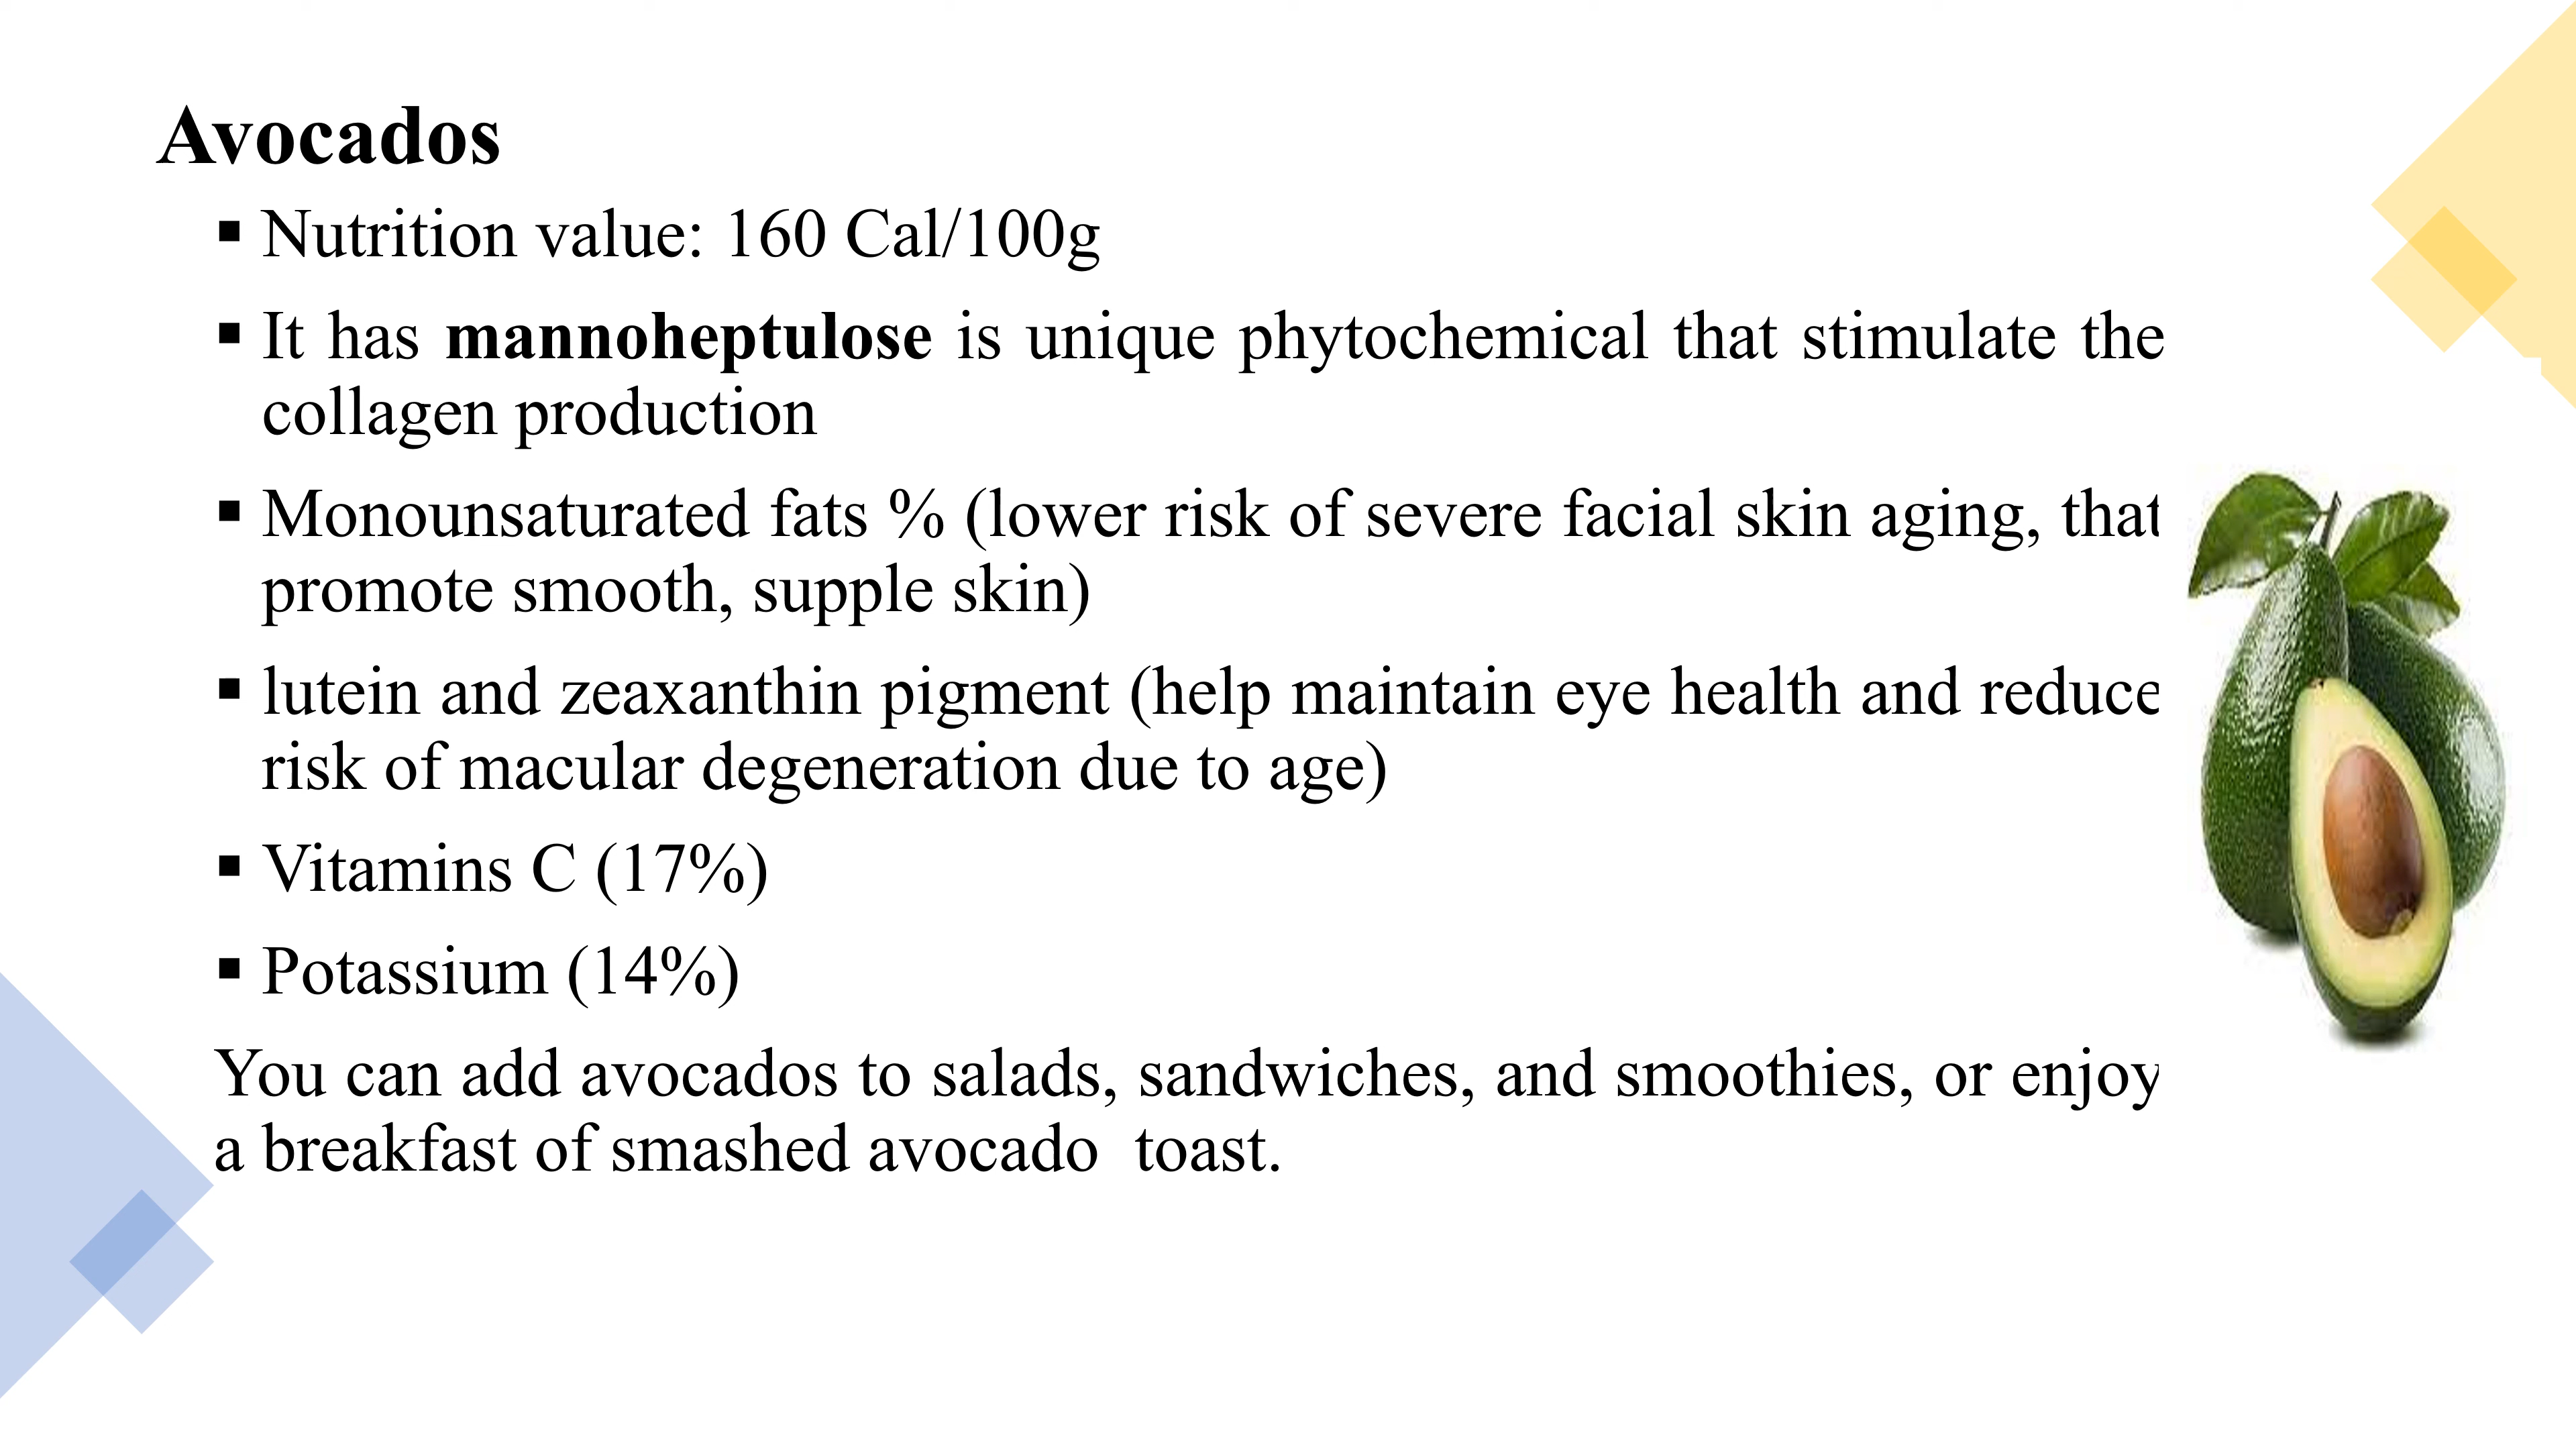 Avocados
▪ Nutrition value: 160 Cal/100g
▪ It has mannoheptulose is unique phytochemical that stimulate the
collagen production
▪ Monounsaturated fats % (lower risk of severe facial skin aging, that
promote smooth, supple skin)
▪ lutein and zeaxanthin pigment (help maintain eye health and reduce
risk of macular degeneration due to age)
▪ Vitamins C (17%)
▪ Potassium (14%)
You can add avocados to salads, sandwiches, and smoothies, or enjoy
a breakfast of smashed avocado  toast.